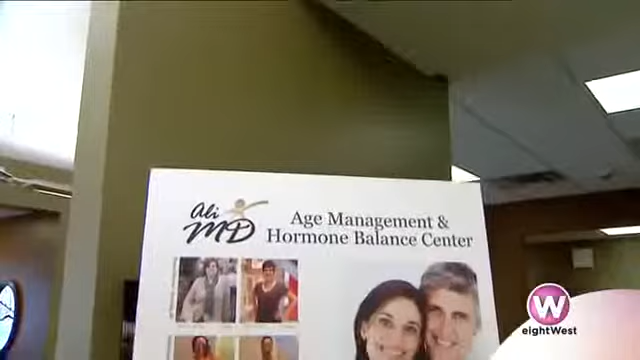 Ali
MD
Age Management &
Hormone Balance Center
W
eightWest